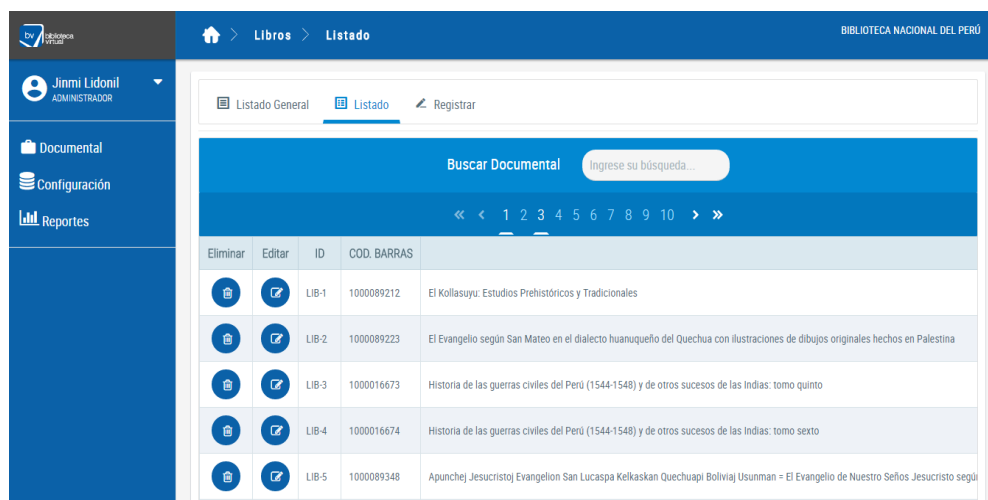 bv biblioteca virtual
Libros > Listado
BIBLIOTECA NACIONAL DEL PERÚ
Jinmi Lidonil
ADMINISTRADOR
Documental
Configuración
Reportes
Listado General Listado Registrar
Buscar Documental Ingrese su búsqueda...
« < 1 2 3 4 5 6 7 8 9 10 > »
Eliminar Editar ID COD. BARRAS
LIB-1 1000089212 El Kollasuyu: Estudios Prehistóricos y Tradicionales
LIB-2 1000089223 El Evangelio según San Mateo en el dialecto huanuqueño del Quechua con ilustraciones de dibujos originales hechos en Palestina
LIB-3 1000016673 Historia de las guerras civiles del Perú (1544-1548) y de otros sucesos de las Indias: tomo quinto
LIB-4 1000016674 Historia de las guerras civiles del Perú (1544-1548) y de otros sucesos de las Indias: tomo sexto
LIB-5 1000089348 Apunchej Jesucristoj Evangelion San Lucaspa Kelkaskan Quechuapi Boliviaj Usunman = El Evangelio de Nuestro Seños Jesucristo segú